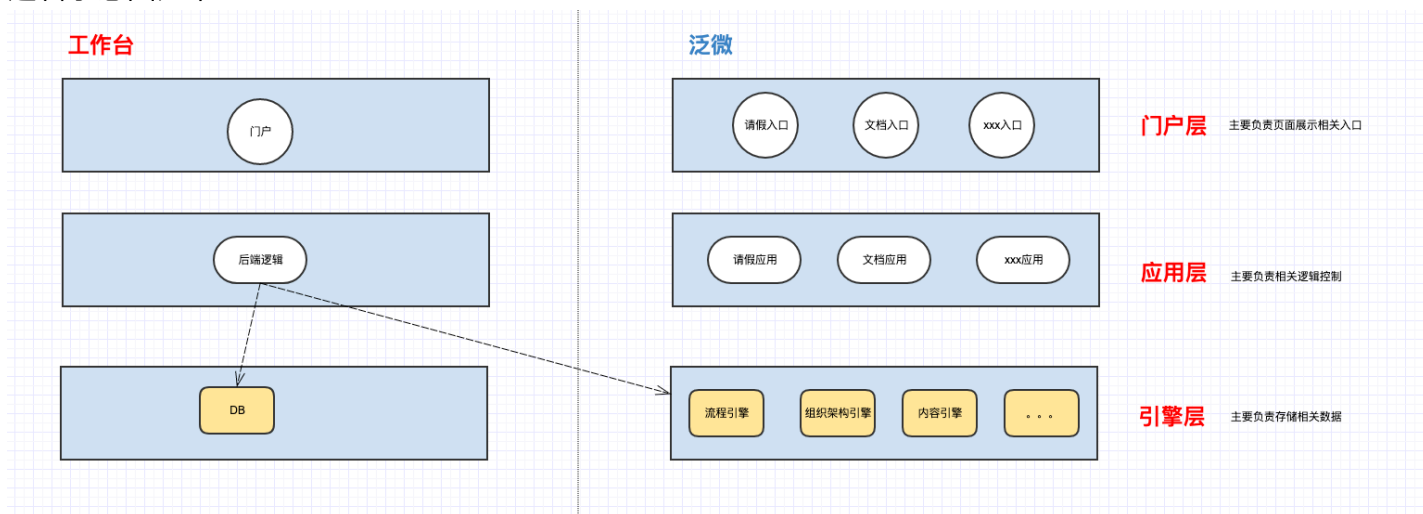 工作台
泛微
门户
请假入口
文档入口
xxx入口
门户层
主要负责页面展示相关入口
后端逻辑
请假应用
文档应用
xxx应用
应用层
主要负责相关逻辑控制
DB
流程引擎
组织架构引擎
内容引擎
。。。
引擎层
主要负责存储相关数据